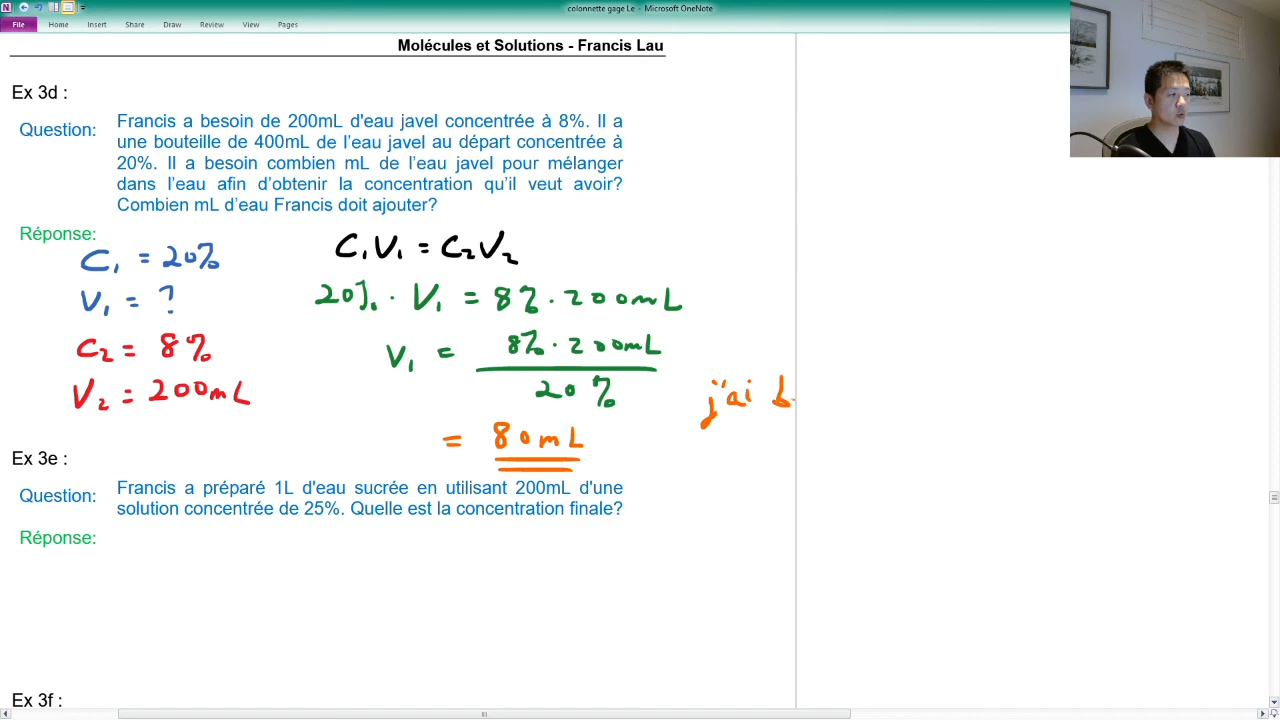 colonnette gage Le - Microsoft OneNote
File Home Insert Share Draw Review View Pages
Molécules et Solutions - Francis Lau
Ex 3d :
Question: Francis a besoin de 200mL d'eau javel concentrée à 8%. Il a
une bouteille de 400mL de l'eau javel au départ concentrée à
20%. Il a besoin combien mL de l'eau javel pour mélanger
dans l'eau afin d'obtenir la concentration qu'il veut avoir?
Combien mL d'eau Francis doit ajouter?
Réponse:
C₁ = 20%
V₁ = ?
C₂ = 8%
V₂ = 200mL
C₁V₁ = C₂V₂
20% · V₁ = 8% · 200mL
V₁ = 8% · 200mL
20%
= 80mL
j'ai b
Ex 3e :
Question: Francis a préparé 1L d'eau sucrée en utilisant 200mL d'une
solution concentrée de 25%. Quelle est la concentration finale?
Réponse:
Ex 3f :